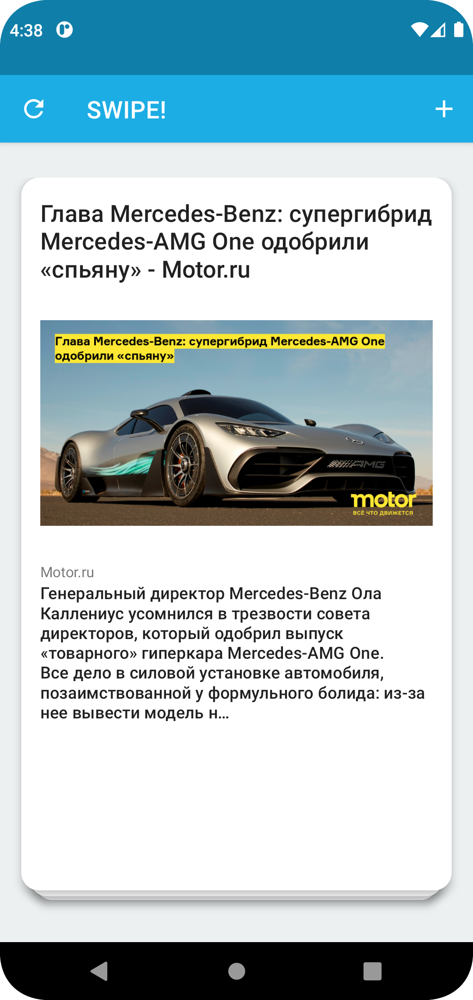 4:38
SWIPE!
Глава Mercedes-Benz: супергибрид
Mercedes-AMG One одобрили
«спьяну» - Motor.ru
Глава Mercedes-Benz: супергибрид Mercedes-AMG One
одобрили «спьяну»
AMG
motor
ВСЁ ЧТО ДВИЖЕТСЯ
Motor.ru
Генеральный директор Mercedes-Benz Ола
Каллениус усомнился в трезвости совета
директоров, который одобрил выпуск
«товарного» гиперкара Mercedes-AMG One.
Все дело в силовой установке автомобиля,
позаимствованной у формульного болида: из-за
нее вывести модель н…